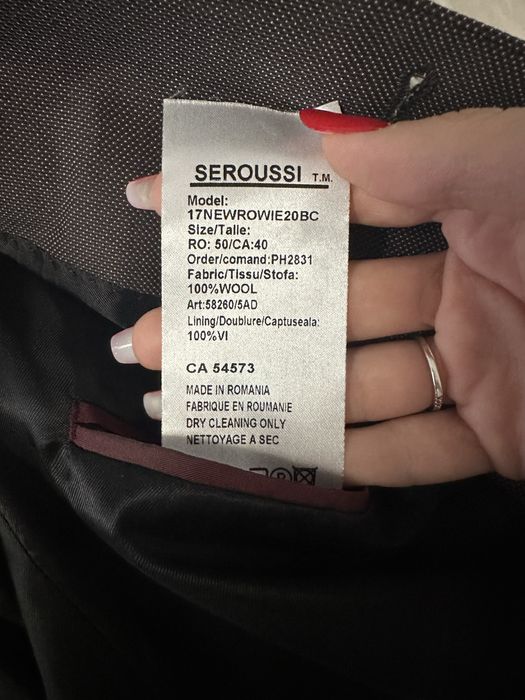 SEROUSSI T.M.
Model:
17NEWROWIE20BC
Size/Talle:
RO: 50/CA:40
Order/comand:PH2831
Fabric/Tissu/Stofa:
100%WOOL
Art:58260/5AD
Lining/Doublure/Captuseala:
100%VI
CA 54573
MADE IN ROMANIA
FABRIQUE EN ROUMANIE
DRY CLEANING ONLY
NETTOYAGE A SEC
P